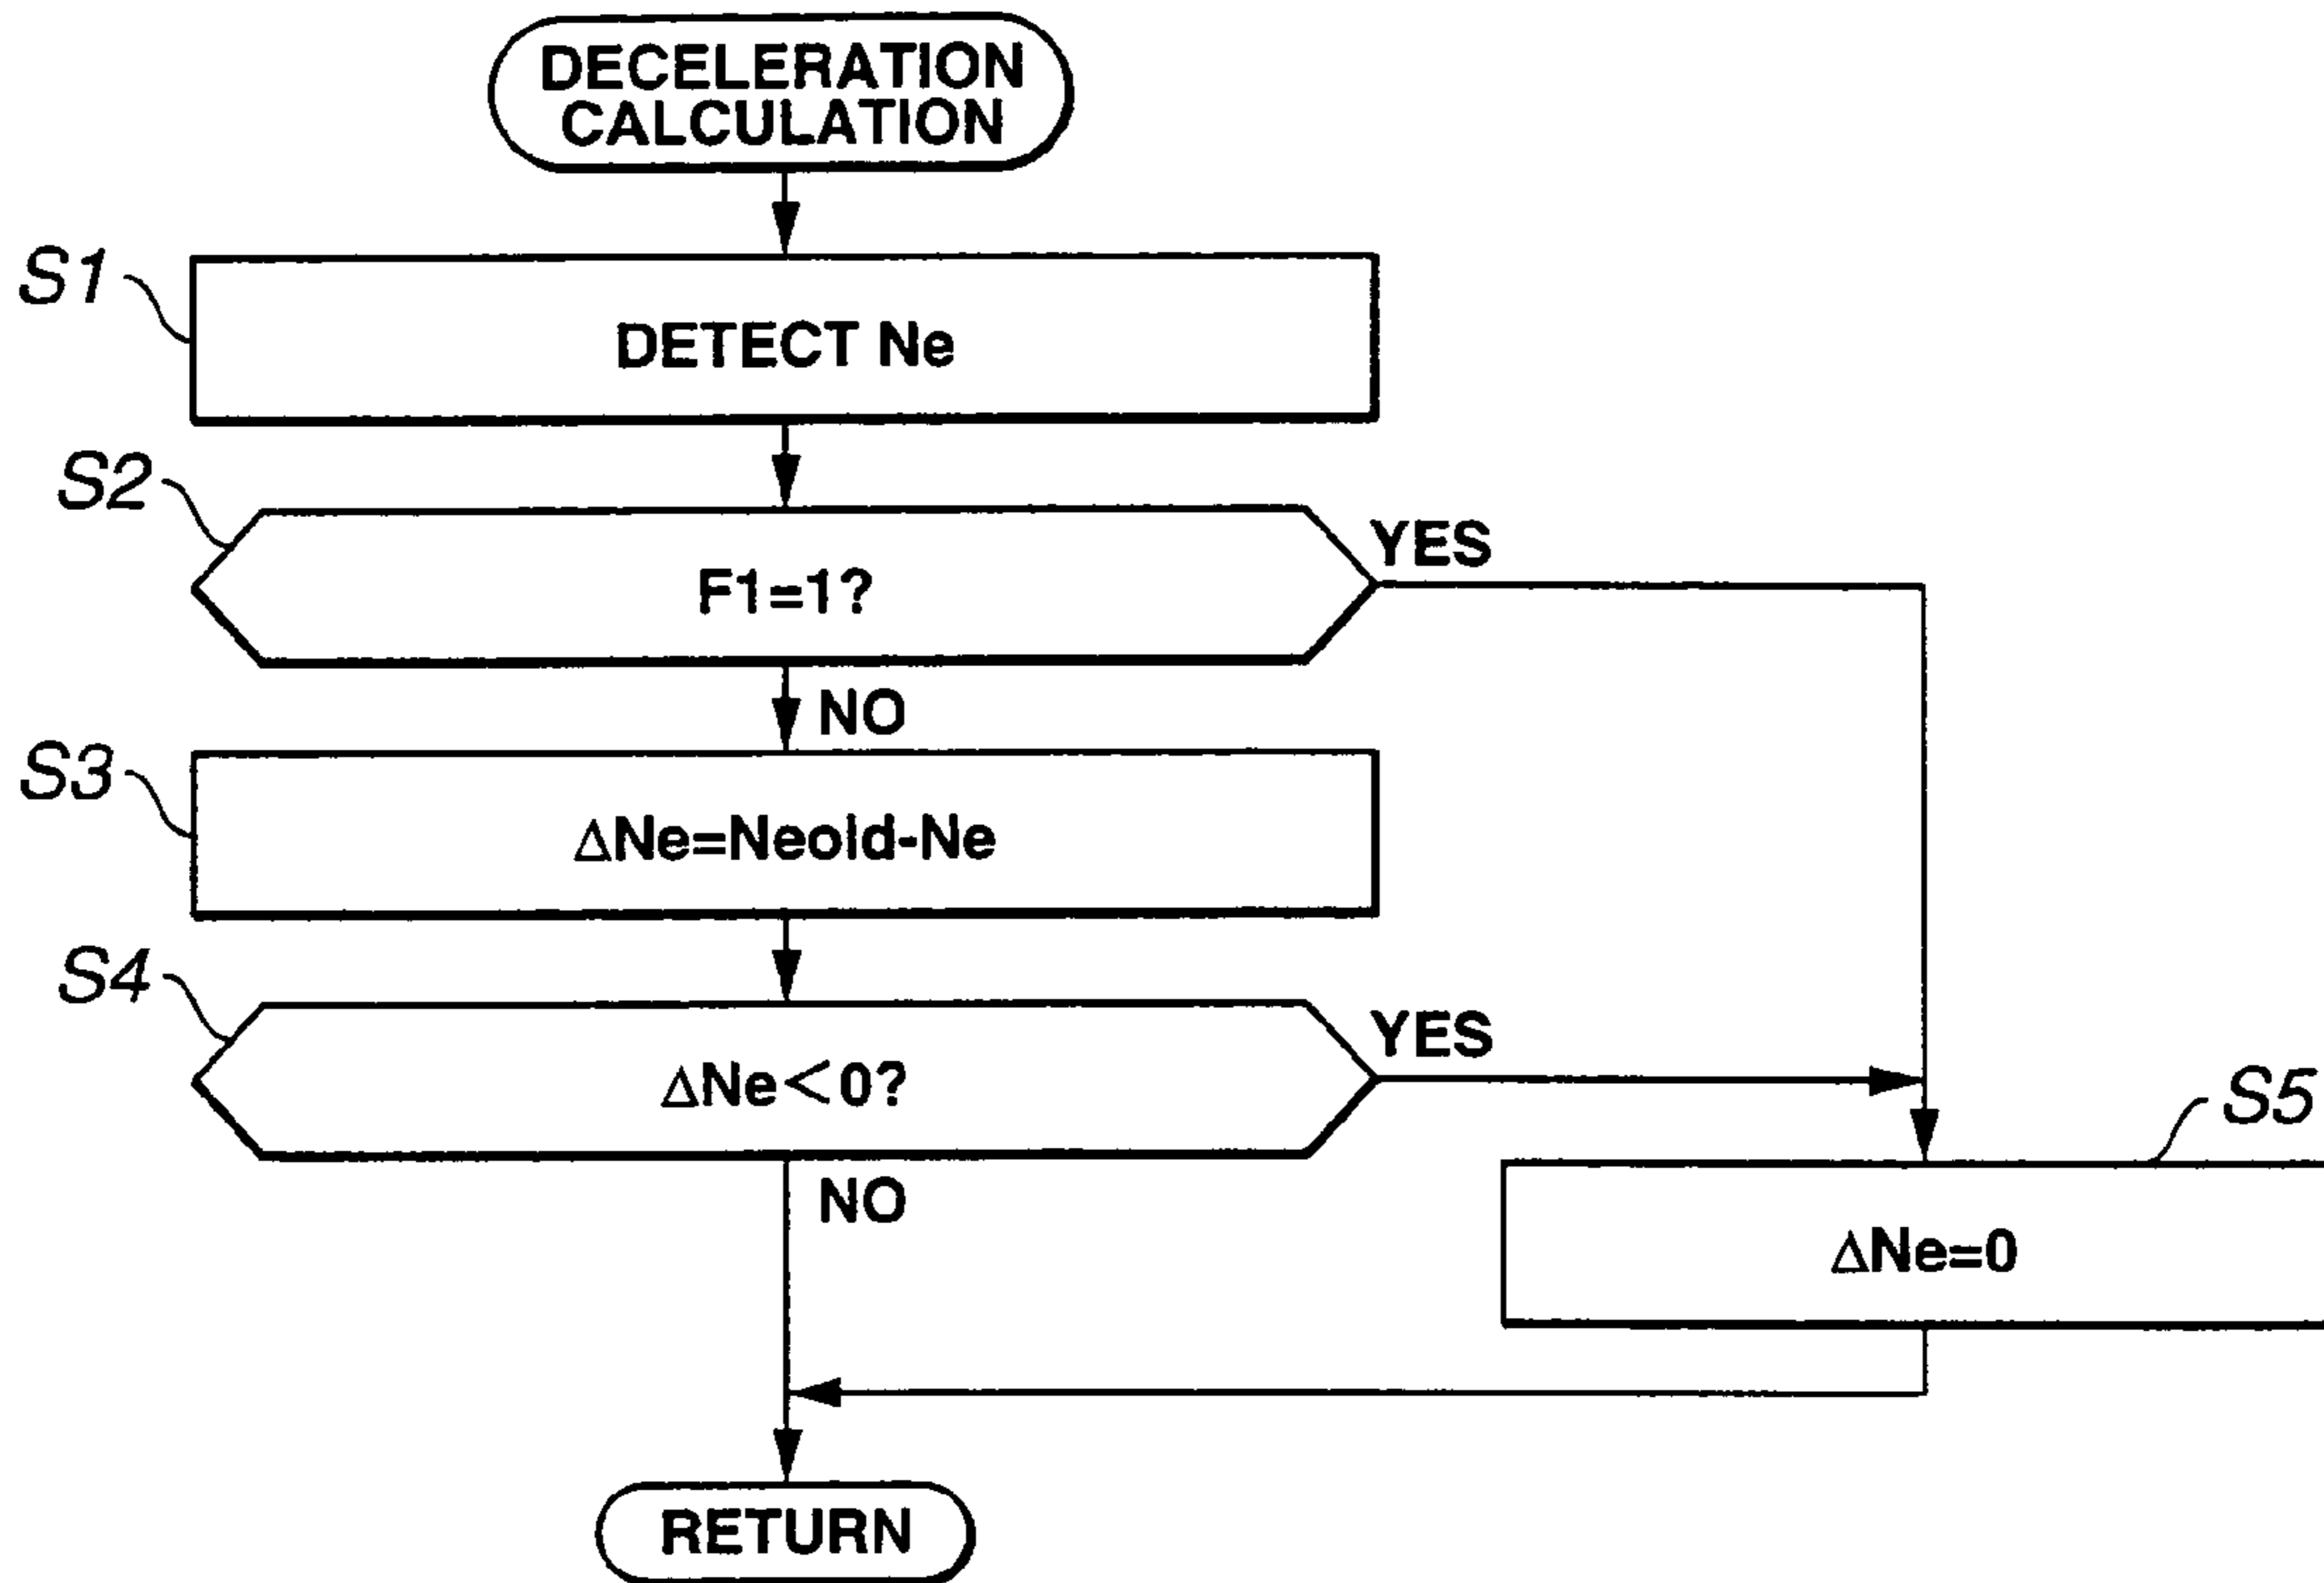 DECELERATION
CALCULATION
S1
DETECT Ne
S2
F1=1?
YES
NO
S3
ΔNe=Neold-Ne
S4
ΔNe<0?
YES
NO
S5
ΔNe=0
RETURN